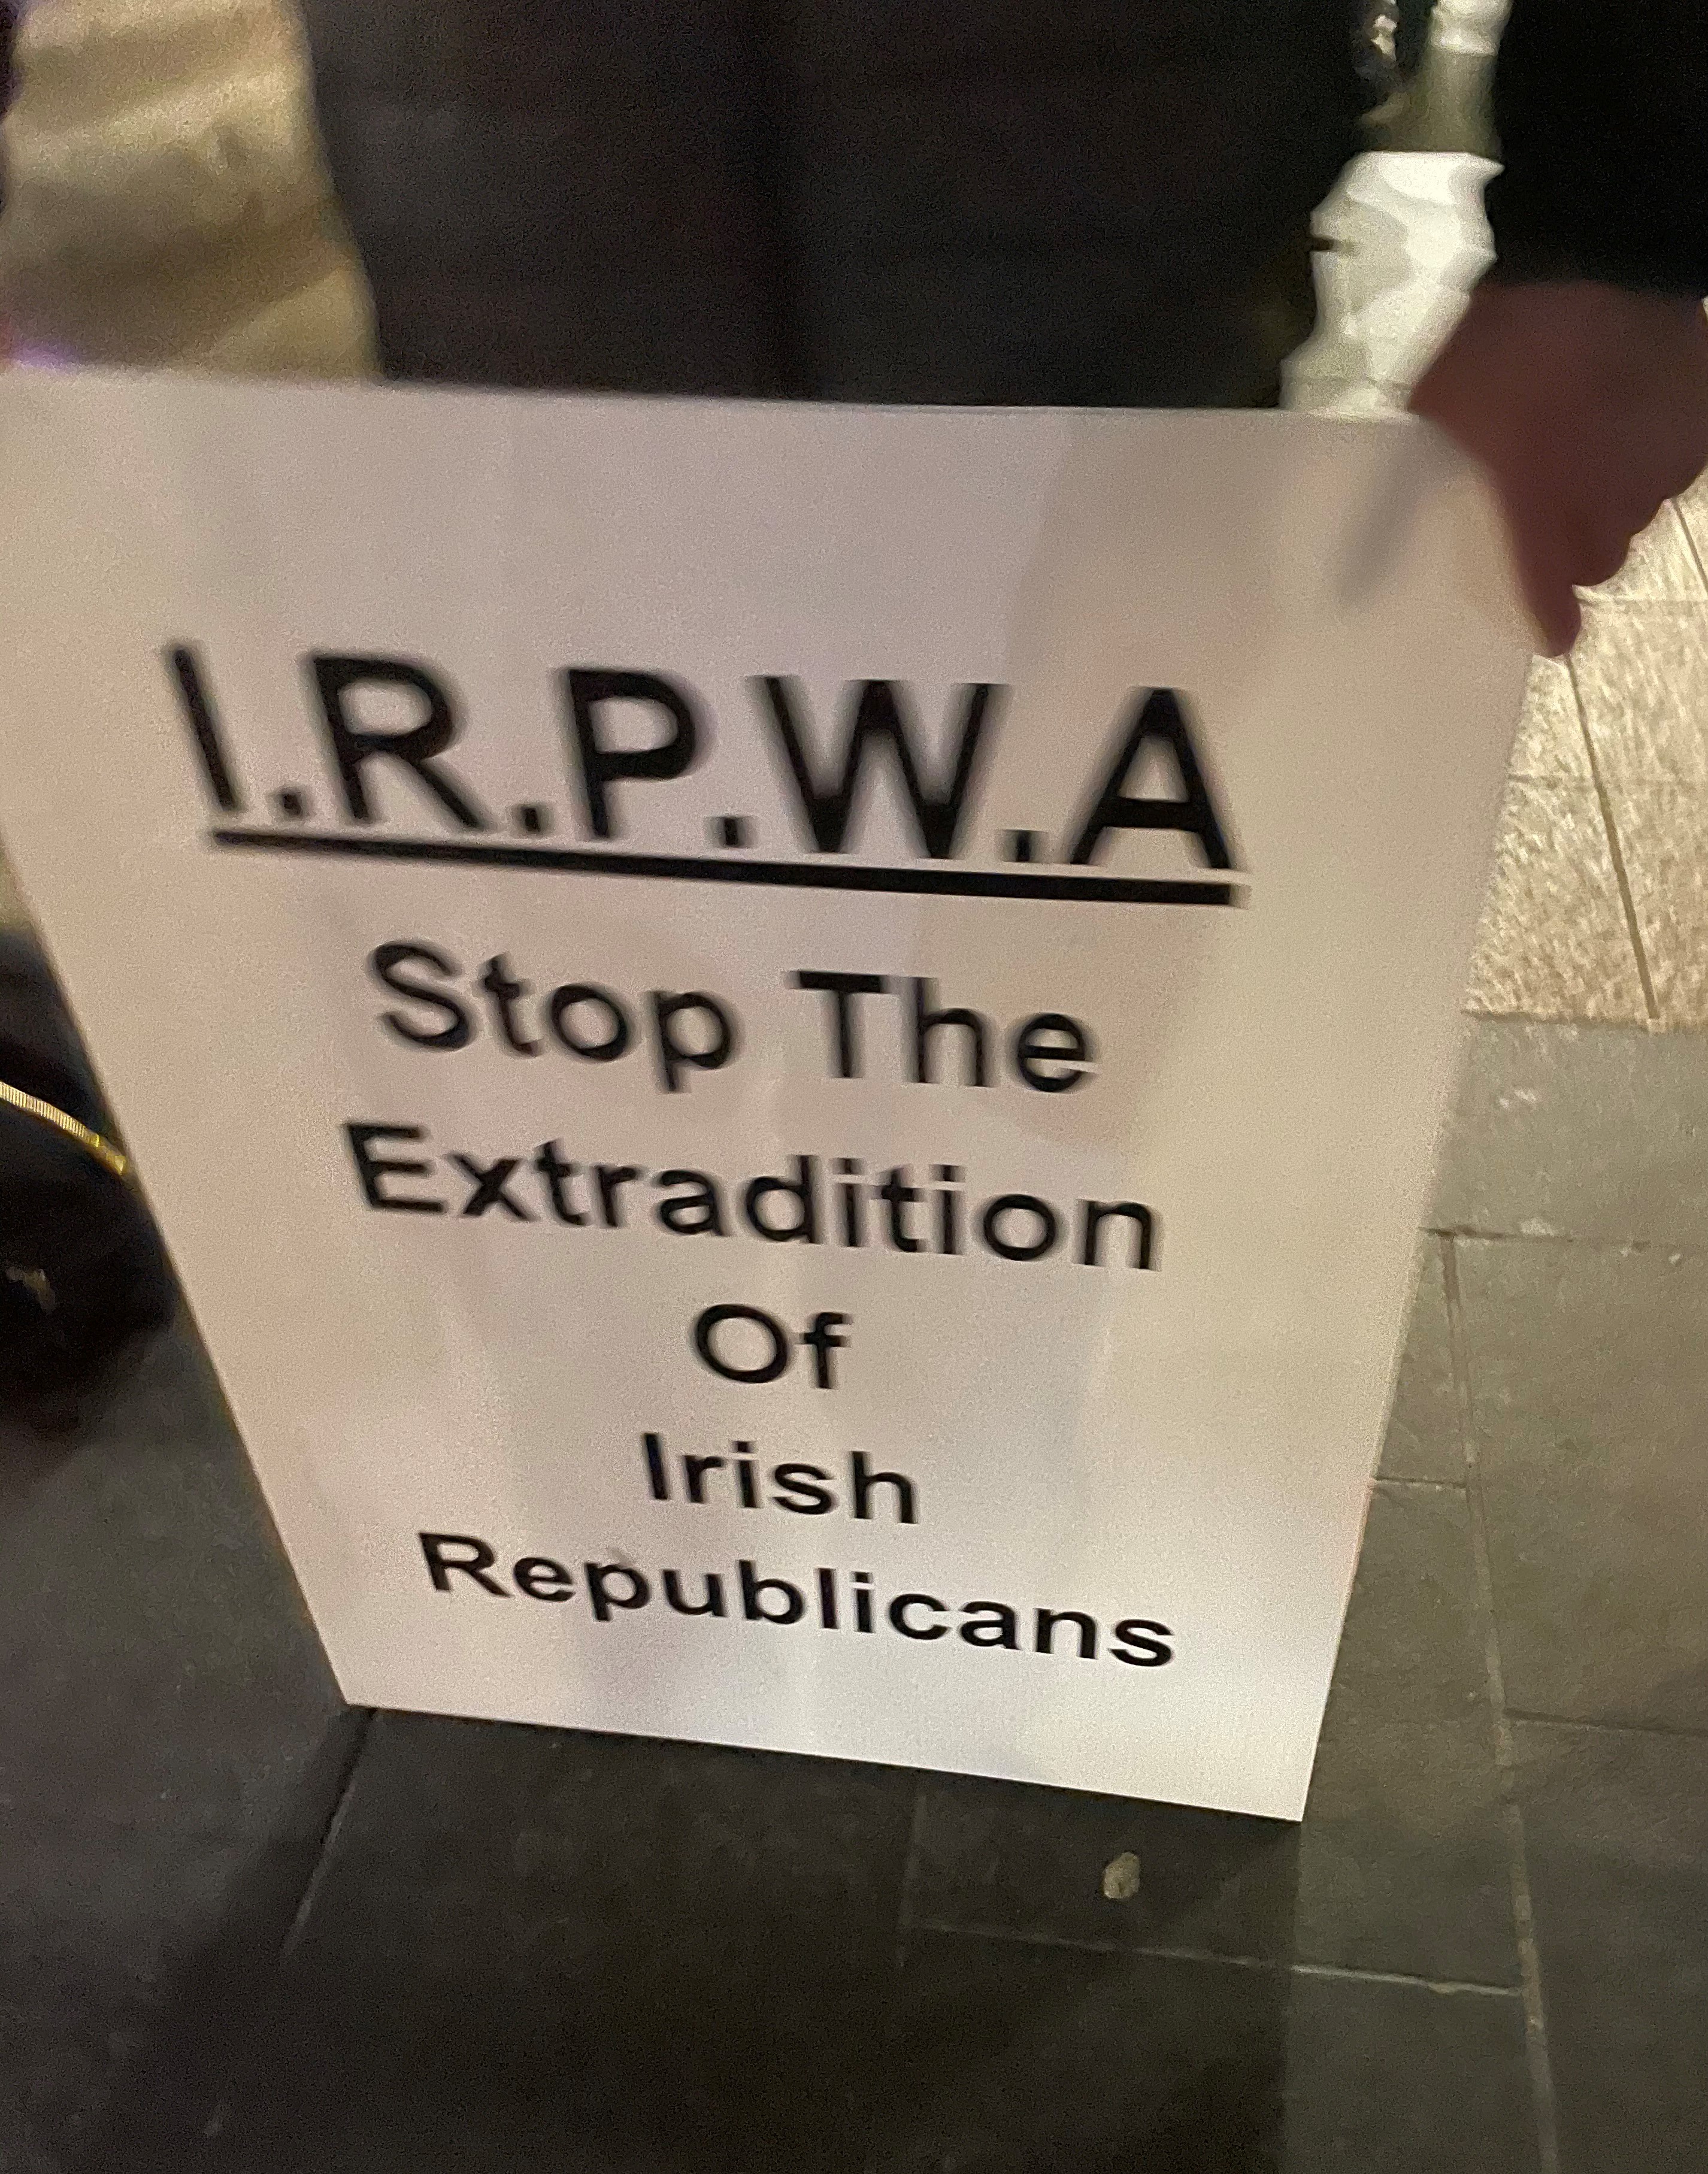 I.R.P.W.A
Stop The
Extradition
Of
Irish
Republicans